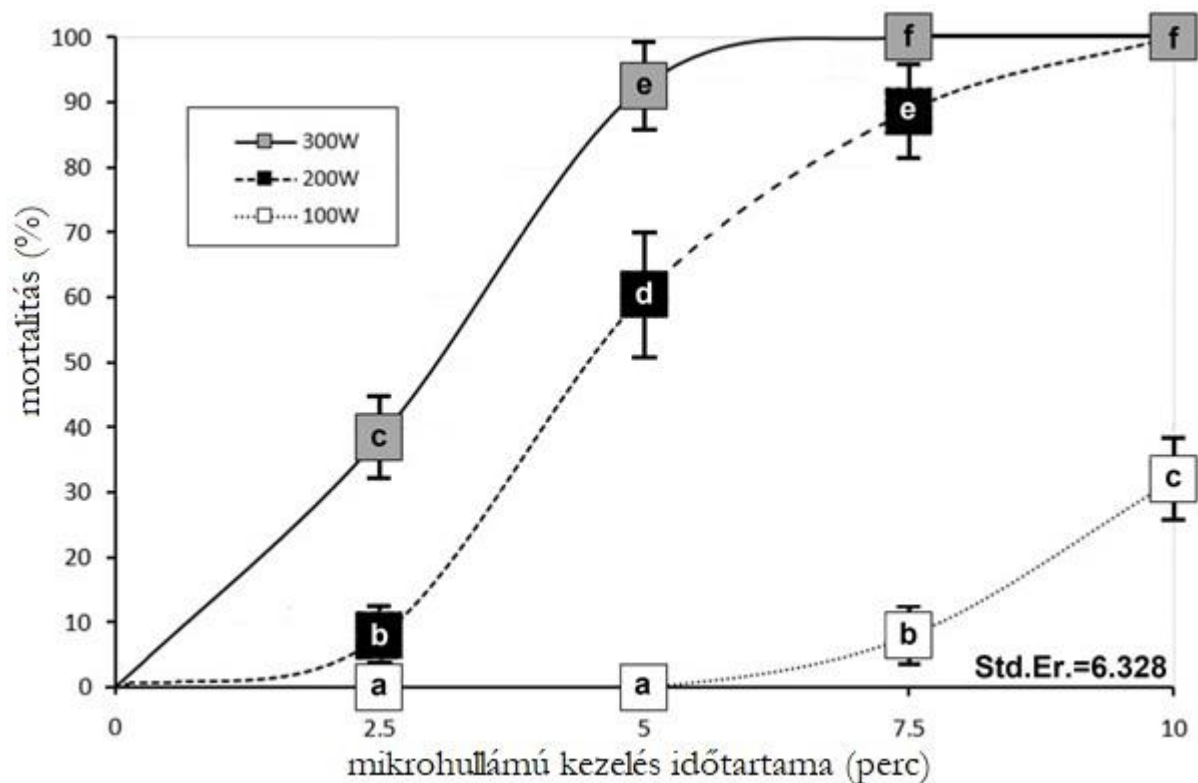 mortalitás (%)
100
90
80
70
60
50
40
30
20
10
0
300W
200W
100W
f
f
e
e
d
c
c
b
b
a
a
Std.Er.=6.328
0
2.5
5
7.5
10
mikrohullámú kezelés időtartama (perc)